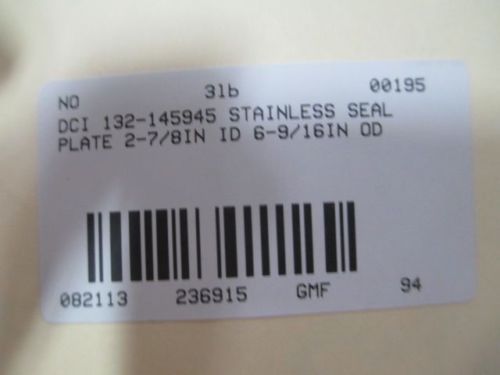 NO 3lb 00195
DCI 132-145945 STAINLESS SEAL
PLATE 2-7/8IN ID 6-9/16IN OD
082113 236915 GMF 94